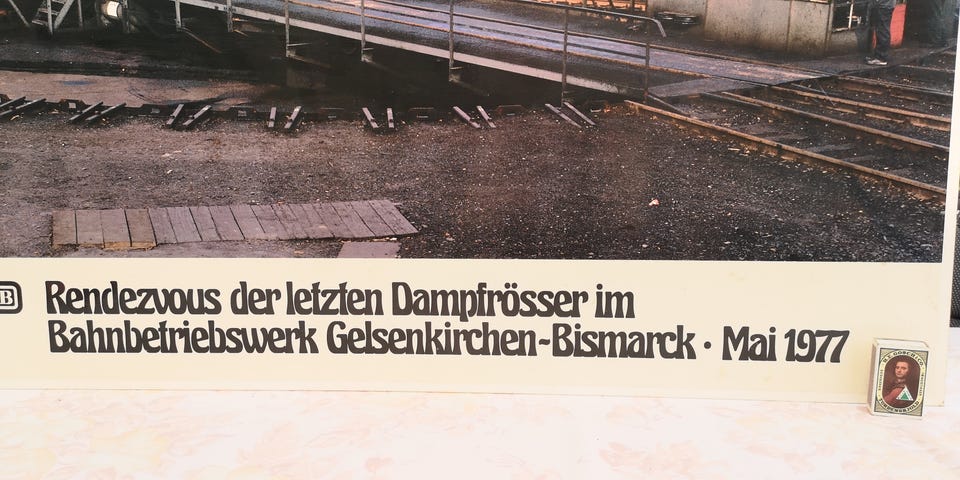 B
Rendezvous der letzten Dampfrösser im
Bahnbetriebswerk Gelsenkirchen-Bismarck · Mai 1977